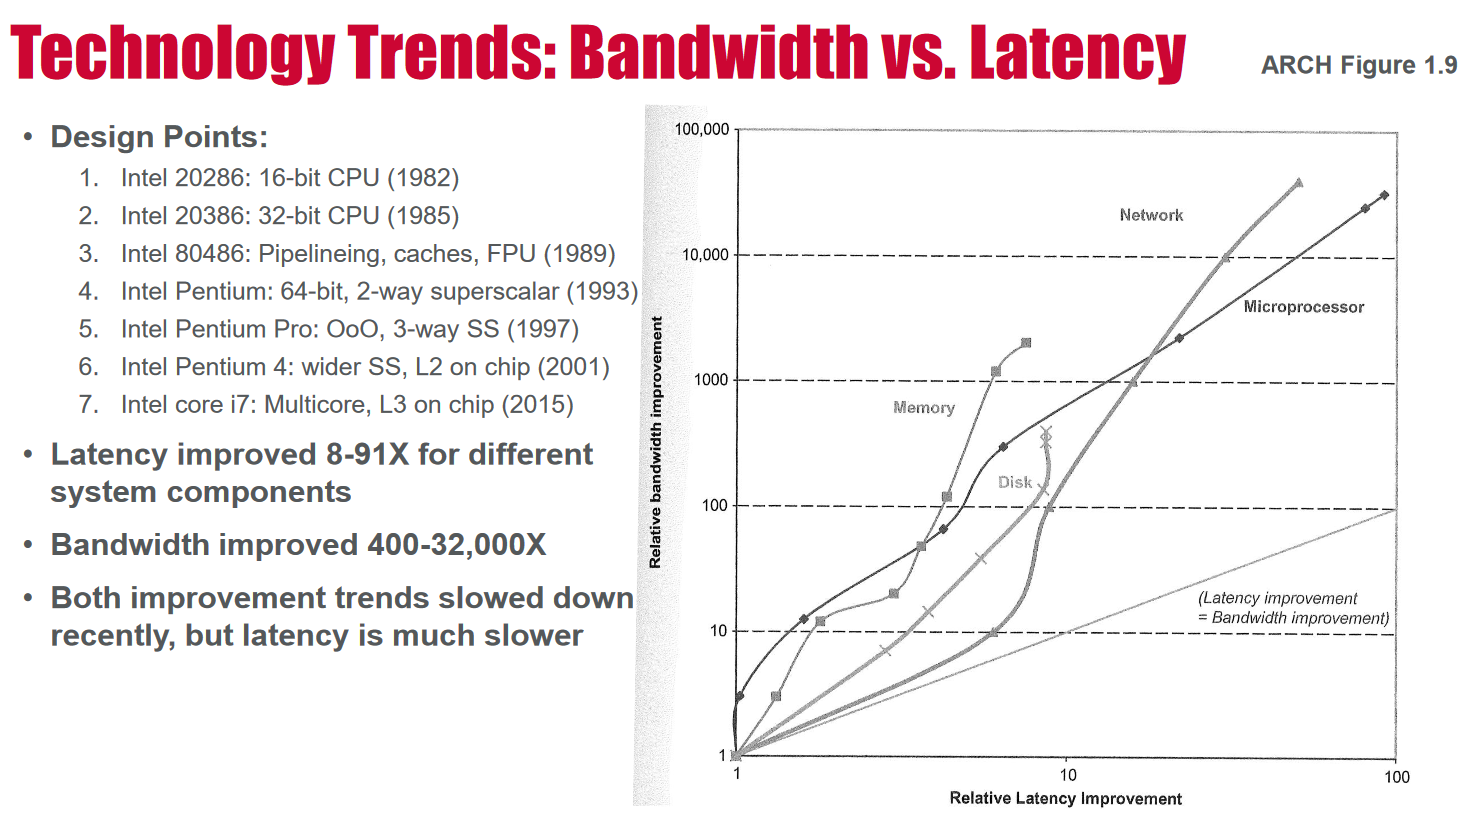 Technology Trends: Bandwidth vs. Latency
ARCH Figure 1.9
• Design Points:
1. Intel 20286: 16-bit CPU (1982)
2. Intel 20386: 32-bit CPU (1985)
3. Intel 80486: Pipelineing, caches, FPU (1989)
4. Intel Pentium: 64-bit, 2-way superscalar (1993)
5. Intel Pentium Pro: OoO, 3-way SS (1997)
6. Intel Pentium 4: wider SS, L2 on chip (2001)
7. Intel core i7: Multicore, L3 on chip (2015)
• Latency improved 8-91X for different
system components
• Bandwidth improved 400-32,000X
• Both improvement trends slowed down
recently, but latency is much slower
Relative bandwidth improvement
100,000
10,000
1000
100
10
1
Network
Microprocessor
Memory
Disk
(Latency improvement
= Bandwidth improvement)
1
10
100
Relative Latency Improvement